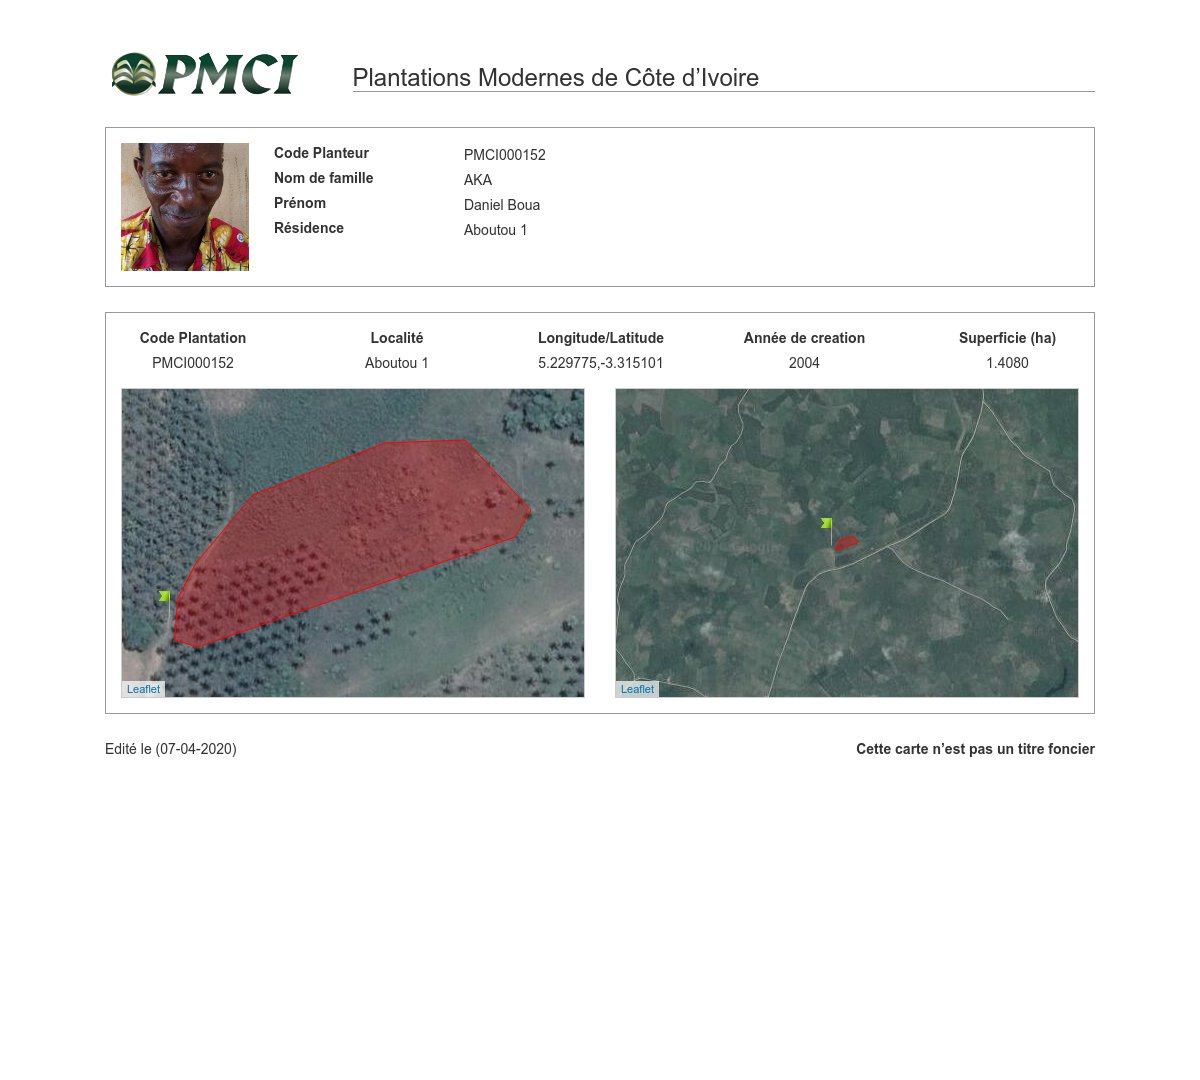 PMCI
Plantations Modernes de Côte d’Ivoire
Code Planteur PMCI000152
Nom de famille AKA
Prénom Daniel Boua
Résidence Aboutou 1
Code Plantation Localité Longitude/Latitude Année de creation Superficie (ha)
PMCI000152 Aboutou 1 5.229775,-3.315101 2004 1.4080
Leaflet Leaflet
Edité le (07-04-2020) Cette carte n’est pas un titre foncier